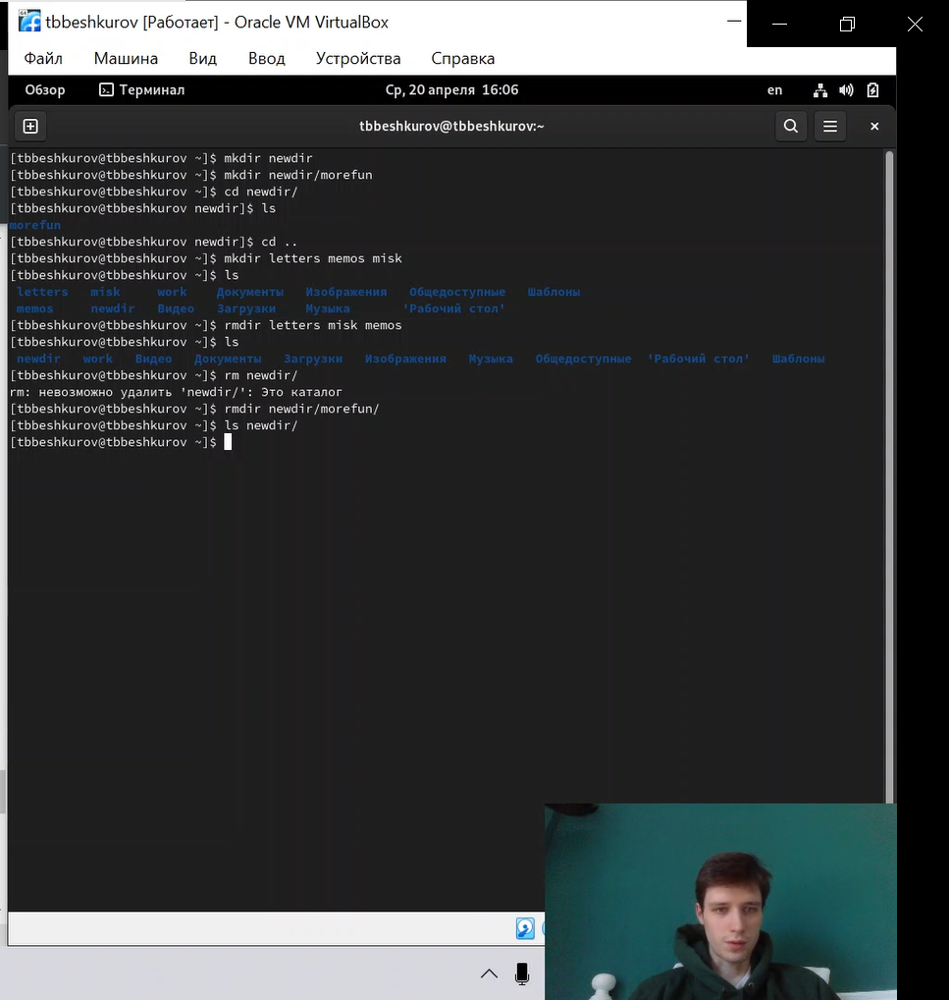 tbbeshkurov [Работает] - Oracle VM VirtualBox
Файл Машина Вид Ввод Устройства Справка
Обзор Терминал Ср, 20 апреля 16:06 en
tbbeshkurov@tbbeshkurov:~
[tbbeshkurov@tbbeshkurov ~]$ mkdir newdir
[tbbeshkurov@tbbeshkurov ~]$ mkdir newdir/morefun
[tbbeshkurov@tbbeshkurov ~]$ cd newdir/
[tbbeshkurov@tbbeshkurov newdir]$ ls
morefun
[tbbeshkurov@tbbeshkurov newdir]$ cd ..
[tbbeshkurov@tbbeshkurov ~]$ mkdir letters memos misk
[tbbeshkurov@tbbeshkurov ~]$ ls
letters misk work Документы Изображения Общедоступные Шаблоны
memos newdir Видео Загрузки Музыка 'Рабочий стол'
[tbbeshkurov@tbbeshkurov ~]$ rmdir letters misk memos
[tbbeshkurov@tbbeshkurov ~]$ ls
newdir work Видео Документы Загрузки Изображения Музыка Общедоступные 'Рабочий стол' Шаблоны
[tbbeshkurov@tbbeshkurov ~]$ rm newdir/
rm: невозможно удалить 'newdir/': Это каталог
[tbbeshkurov@tbbeshkurov ~]$ rmdir newdir/morefun/
[tbbeshkurov@tbbeshkurov ~]$ ls newdir/
[tbbeshkurov@tbbeshkurov ~]$